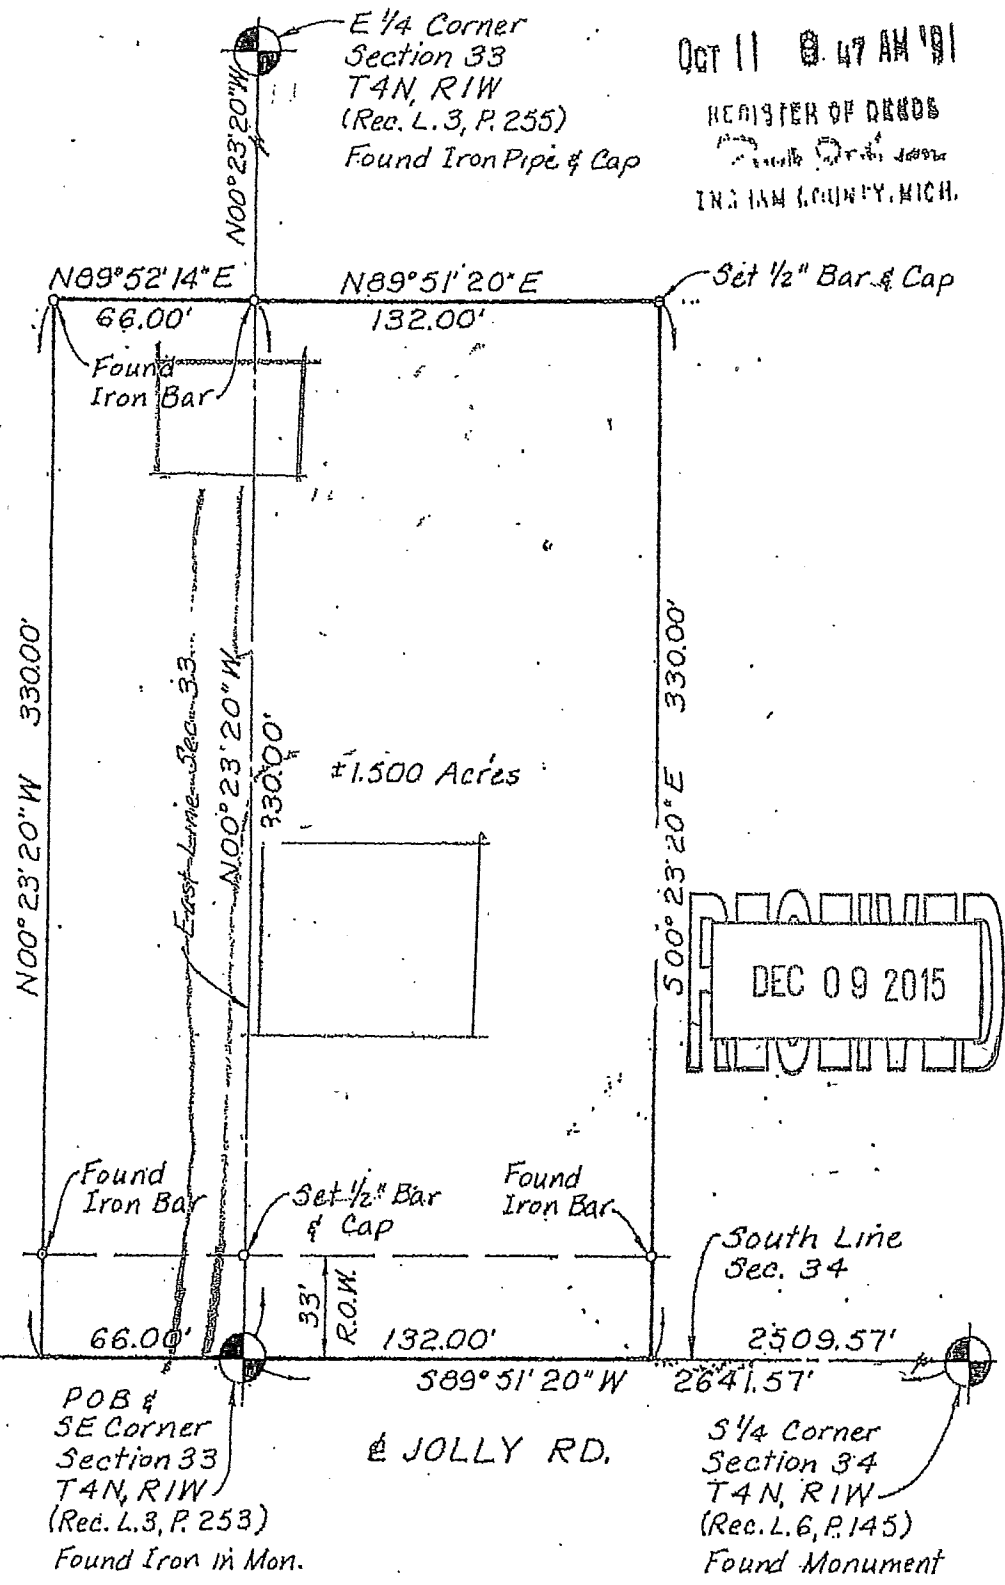 E 1/4 Corner
Section 33
T4N, R1W
(Rec. L. 3, P. 255)
Found Iron Pipe & Cap
OCT 11 8 47 AM '91
REGISTER OF DEEDS
INGHAM COUNTY, MICH.
N00°23'20"W
N89°52'14"E
66.00'
N89°51'20"E
132.00'
Set 1/2" Bar & Cap
Found
Iron Bar
N00°23'20"W 330.00'
East Line Sec. 33
N00°23'20"W
330.00'
±1.500 Acres
S00°23'20"E 330.00'
RECEIVED
DEC 09 2015
Found
Iron Bar
Set 1/2" Bar
& Cap
Found
Iron Bar
South Line
Sec. 34
33'
R.O.W.
66.00'
132.00'
2509.57'
S89°51'20"W
2641.57'
POB &
SE Corner
Section 33
T4N, R1W
(Rec. L.3, P. 253)
Found Iron in Mon.
℄ JOLLY RD.
S 1/4 Corner
Section 34
T4N, R1W
(Rec. L.6, P.145)
Found Monument